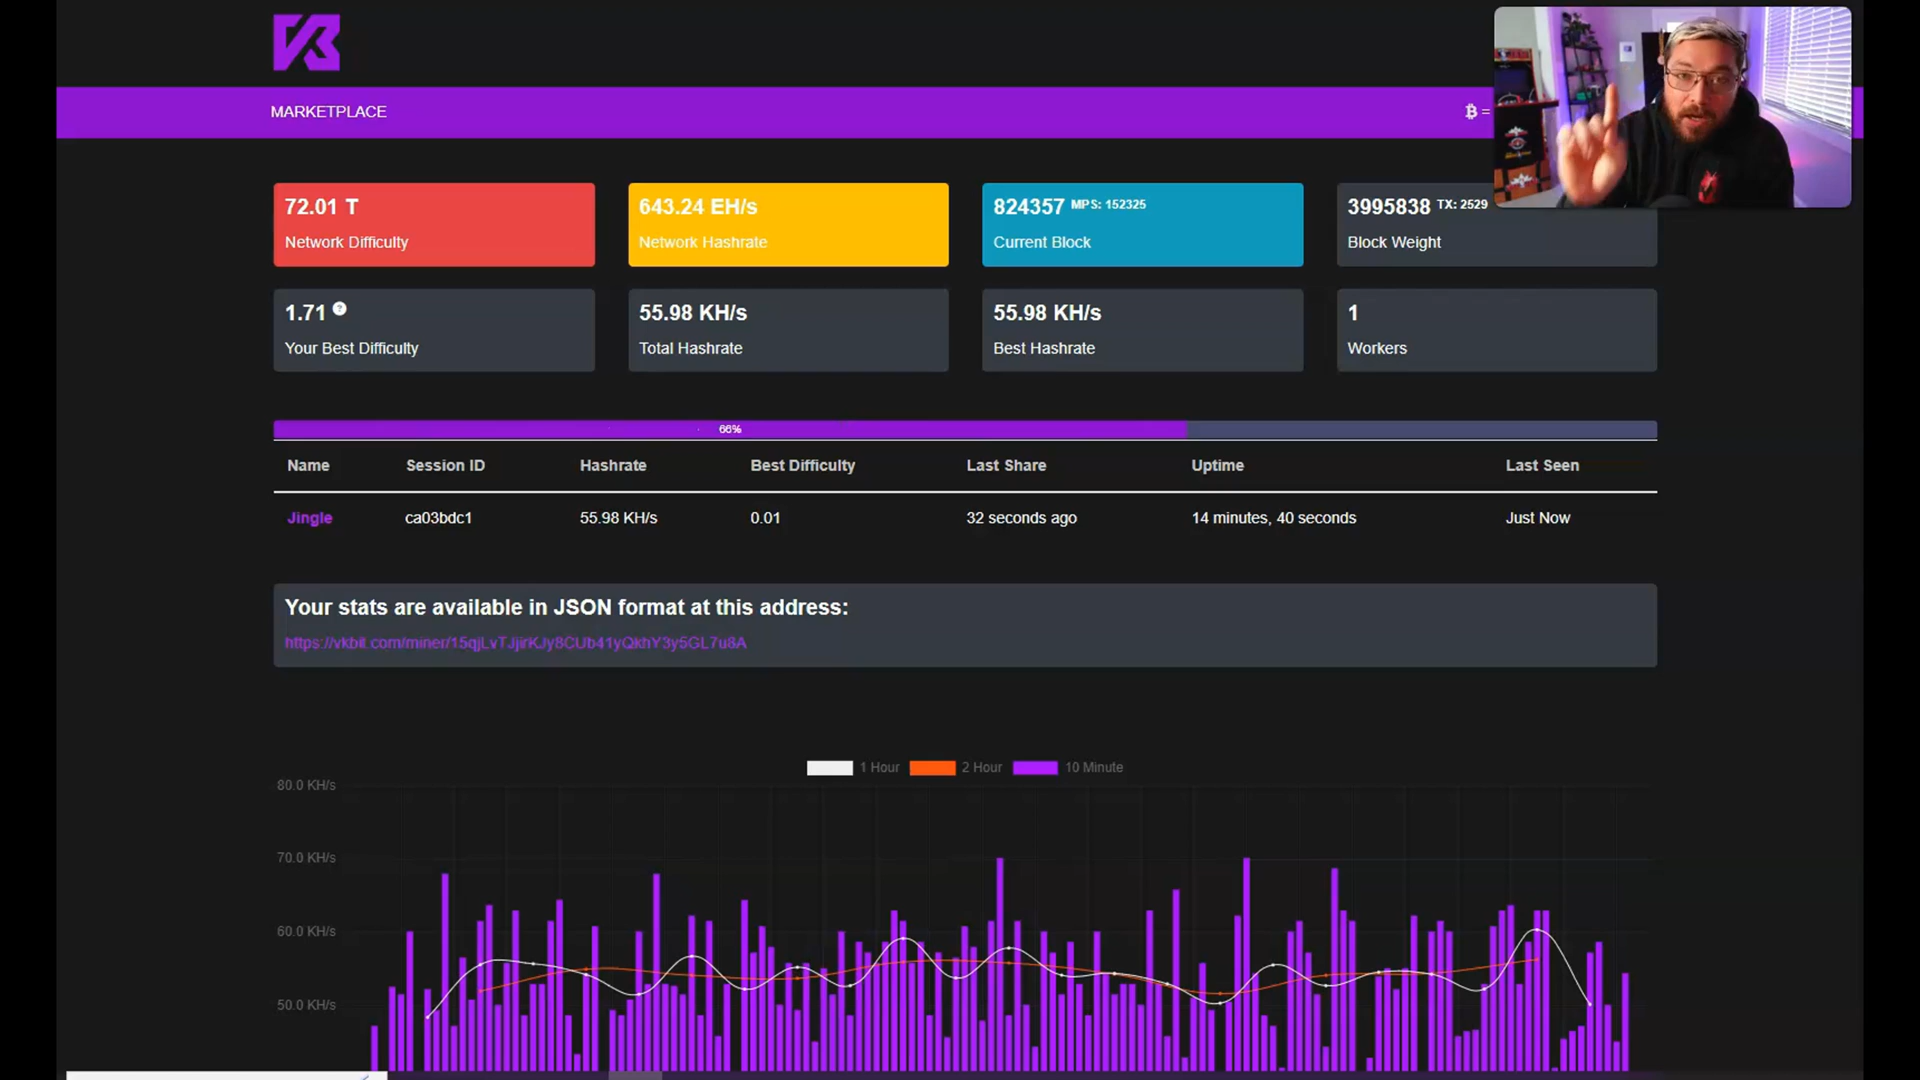 MARKETPLACE
₿ =
72.01 T
Network Difficulty
643.24 EH/s
Network Hashrate
824357 MPS: 152325
Current Block
3995838 TX: 2529
Block Weight
1.71 ?
Your Best Difficulty
55.98 KH/s
Total Hashrate
55.98 KH/s
Best Hashrate
1
Workers
66%
Name Session ID Hashrate Best Difficulty Last Share Uptime Last Seen
Jingle ca03bdc1 55.98 KH/s 0.01 32 seconds ago 14 minutes, 40 seconds Just Now
Your stats are available in JSON format at this address:
1 Hour 2 Hour 10 Minute
80.0 KH/s
70.0 KH/s
60.0 KH/s
50.0 KH/s